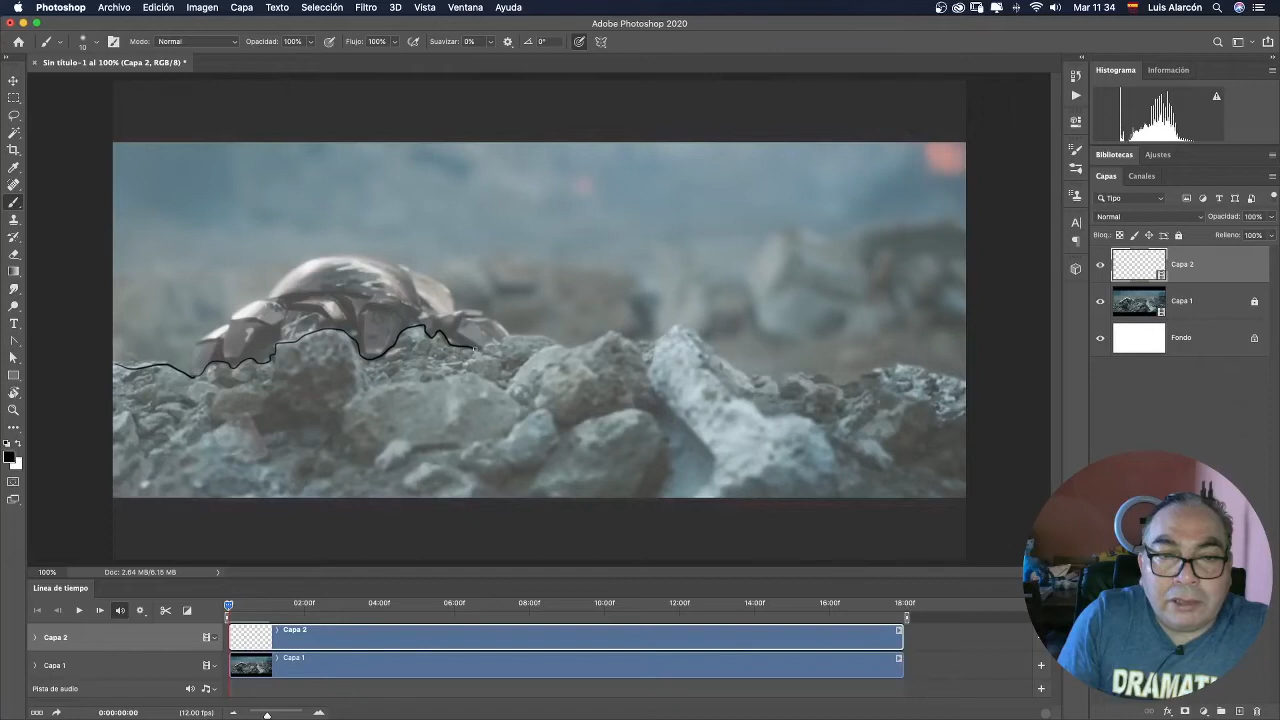 Photoshop Archivo Edición Imagen Capa Texto Selección Filtro 3D Vista Ventana Ayuda Mar 11 34 Luis Alarcón
Adobe Photoshop 2020
10 Modo: Normal Opacidad: 100% Flujo: 100% Suavizar: 0% 0°
Sin título-1 al 100% (Capa 2, RGB/8) *
Histograma Información
Bibliotecas Ajustes
Capas Canales
Tipo
Normal Opacidad: 100%
Bloq.: Relleno: 100%
Capa 2
Capa 1
Fondo
100% Doc: 2.64 MB/6.15 MB
Línea de tiempo
02:00f 04:00f 06:00f 08:00f 10:00f 12:00f 14:00f 16:00f 18:00f
Capa 2 Capa 2
Capa 1 Capa 1
Pista de audio
0:00:00:00 (12.00 fps)
DRAMATI